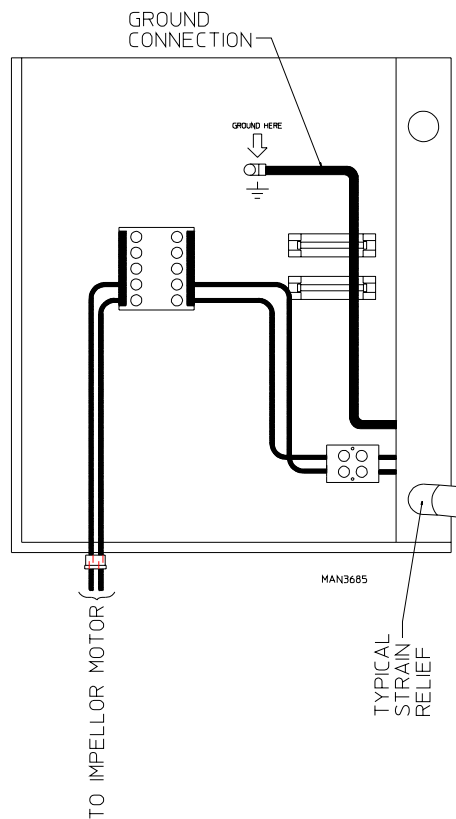 GROUND
CONNECTION
GROUND HERE
MAN3685
TYPICAL
STRAIN
RELIEF
TO IMPELLOR MOTOR